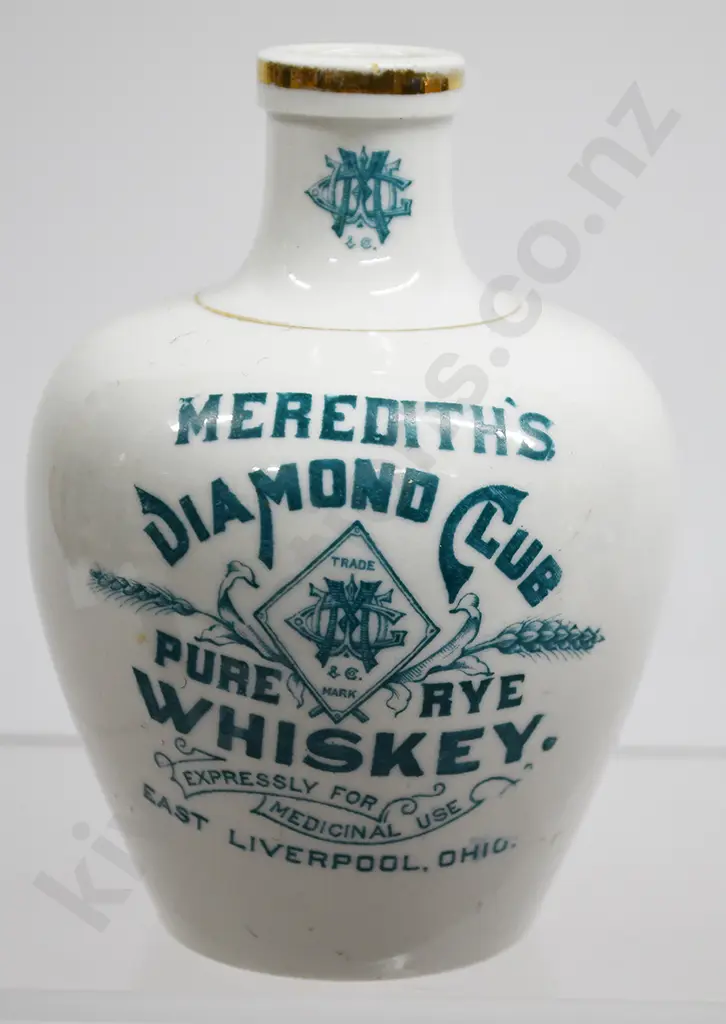 & C.
MEREDITH'S
DIAMOND CLUB
TRADE
& C.
MARK
PURE RYE
WHISKEY.
EXPRESSLY FOR
MEDICINAL USE
EAST LIVERPOOL, OHIO.